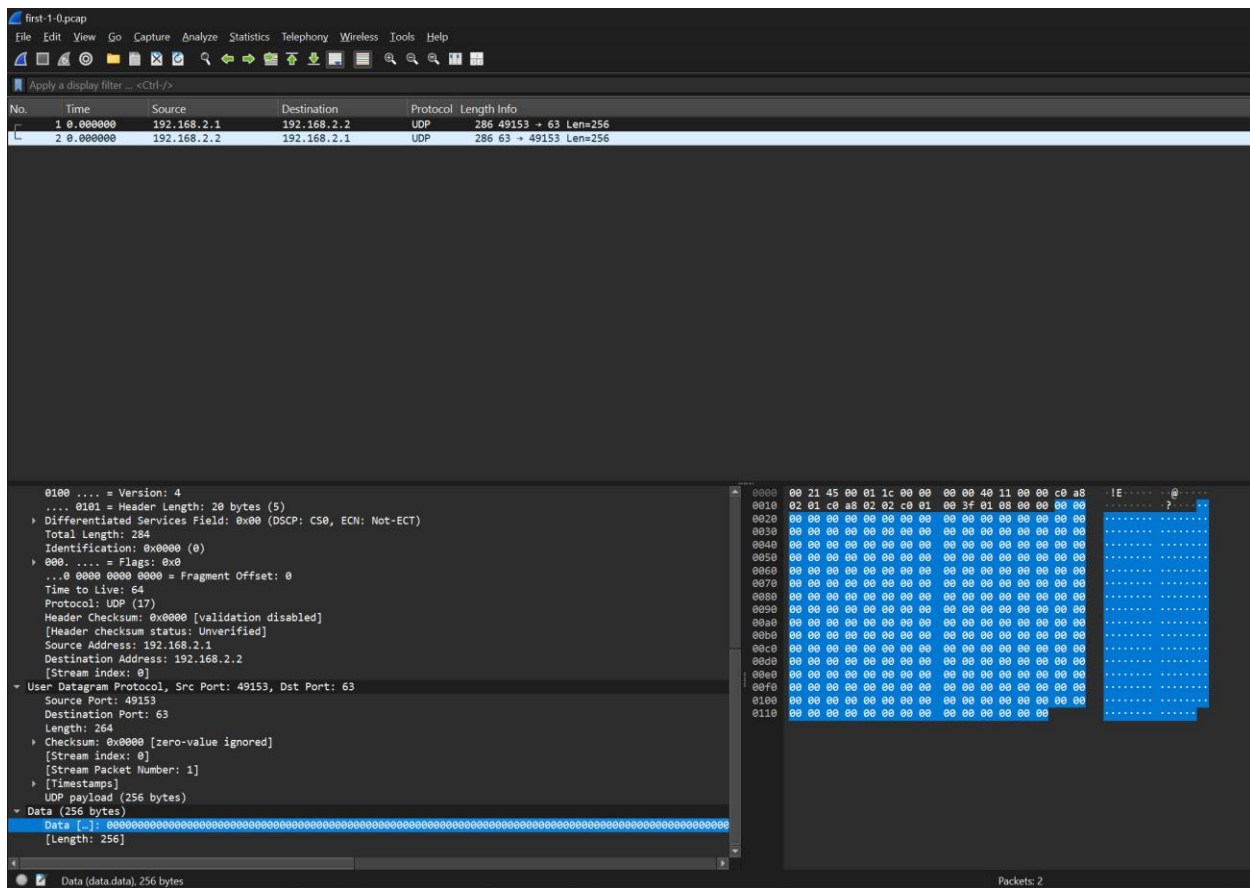 first-1-0.pcap
File Edit View Go Capture Analyze Statistics Telephony Wireless Tools Help
Apply a display filter ... <Ctrl-/>
No. Time Source Destination Protocol Length Info
1 0.000000 192.168.2.1 192.168.2.2 UDP 286 49153 → 63 Len=256
2 0.000000 192.168.2.2 192.168.2.1 UDP 286 63 → 49153 Len=256
0100 .... = Version: 4
.... 0101 = Header Length: 20 bytes (5)
Differentiated Services Field: 0x00 (DSCP: CS0, ECN: Not-ECT)
Total Length: 284
Identification: 0x0000 (0)
000. .... = Flags: 0x0
...0 0000 0000 0000 = Fragment Offset: 0
Time to Live: 64
Protocol: UDP (17)
Header Checksum: 0x0000 [validation disabled]
[Header checksum status: Unverified]
Source Address: 192.168.2.1
Destination Address: 192.168.2.2
[Stream index: 0]
User Datagram Protocol, Src Port: 49153, Dst Port: 63
Source Port: 49153
Destination Port: 63
Length: 264
Checksum: 0x0000 [zero-value ignored]
[Stream index: 0]
[Stream Packet Number: 1]
[Timestamps]
UDP payload (256 bytes)
Data (256 bytes)
Data […]:
[Length: 256]
0000 00 21 45 00 01 1c 00 00 00 00 40 11 00 00 c0 a8 ·!E····· ··@·····
0010 02 01 c0 a8 02 02 c0 01 00 3f 01 08 00 00 00 00 ········ ·?······
0020 00 00 00 00 00 00 00 00 00 00 00 00 00 00 00 00 ········ ········
0030 00 00 00 00 00 00 00 00 00 00 00 00 00 00 00 00 ········ ········
0040 00 00 00 00 00 00 00 00 00 00 00 00 00 00 00 00 ········ ········
0050 00 00 00 00 00 00 00 00 00 00 00 00 00 00 00 00 ········ ········
0060 00 00 00 00 00 00 00 00 00 00 00 00 00 00 00 00 ········ ········
0070 00 00 00 00 00 00 00 00 00 00 00 00 00 00 00 00 ········ ········
0080 00 00 00 00 00 00 00 00 00 00 00 00 00 00 00 00 ········ ········
0090 00 00 00 00 00 00 00 00 00 00 00 00 00 00 00 00 ········ ········
00a0 00 00 00 00 00 00 00 00 00 00 00 00 00 00 00 00 ········ ········
00b0 00 00 00 00 00 00 00 00 00 00 00 00 00 00 00 00 ········ ········
00c0 00 00 00 00 00 00 00 00 00 00 00 00 00 00 00 00 ········ ········
00d0 00 00 00 00 00 00 00 00 00 00 00 00 00 00 00 00 ········ ········
00e0 00 00 00 00 00 00 00 00 00 00 00 00 00 00 00 00 ········ ········
00f0 00 00 00 00 00 00 00 00 00 00 00 00 00 00 00 00 ········ ········
0100 00 00 00 00 00 00 00 00 00 00 00 00 00 00 00 00 ········ ········
0110 00 00 00 00 00 00 00 00 00 00 00 00 00 00 ········ ······
Data (data.data), 256 bytes Packets: 2